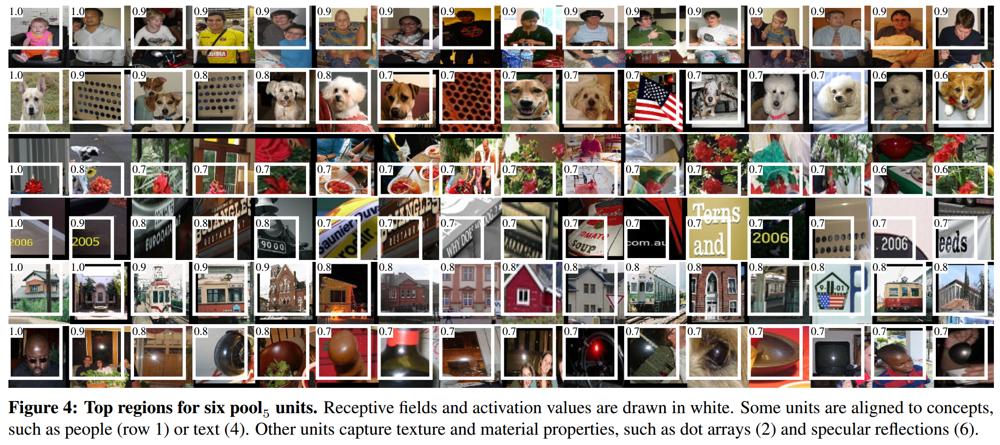 1.0 1.0 0.9 0.9 0.9 0.9 0.9 0.9 0.9 0.9 0.9 0.9 0.9 0.9 0.9 0.9
AHMA
1.0 0.9 0.9 0.8 0.8 0.8 0.7 0.7 0.7 0.7 0.7 0.7 0.7 0.7 0.6 0.6
1.0 0.8 0.7 0.7 0.7 0.7 0.7 0.7 0.7 0.7 0.7 0.7 0.7 0.7 0.6 0.6
1.0 0.9 0.8 0.8 0.8 0.7 0.7 0.7 0.7 0.7 0.7 0.7 0.7 0.7 0.7 0.7
2006
2005
EURODATA
RESTAURANT
90 00
Saunier Duv
rodir
OJANGLES
RESTAURANT
WHY DOES MY DOG..?
TOMATO
SOUP
com.au
Terns
and
2006
. 2006
eeds
1.0 1.0 0.9 0.9 0.9 0.8 0.8 0.8 0.8 0.8 0.8 0.8 0.8 0.8 0.8 0.8
9- -01
P
1.0 0.9 0.8 0.8 0.8 0.7 0.7 0.7 0.7 0.7 0.7 0.7 0.7 0.7 0.7 0.7
Figure 4: Top regions for six pool₅ units. Receptive fields and activation values are drawn in white. Some units are aligned to concepts,
such as people (row 1) or text (4). Other units capture texture and material properties, such as dot arrays (2) and specular reflections (6).